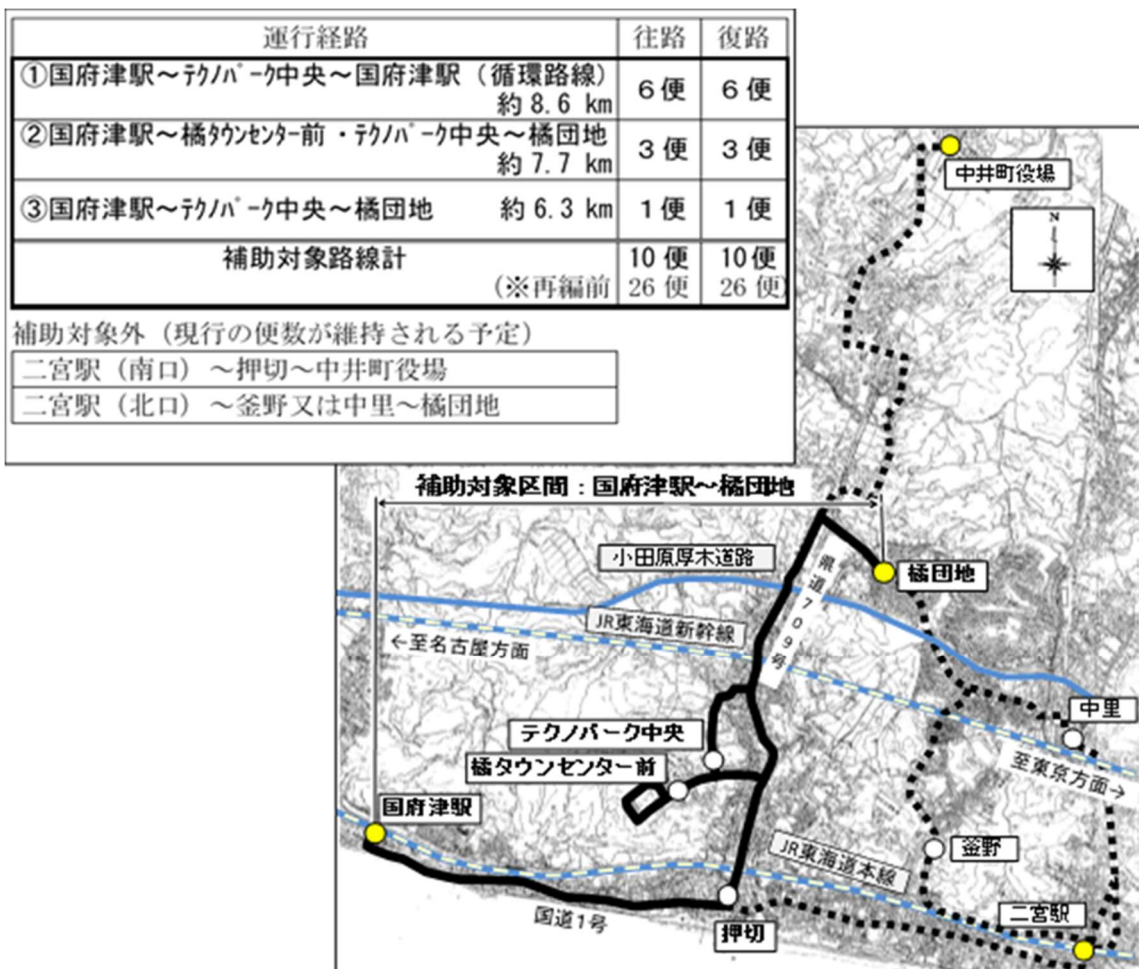 運行経路 往路 復路
①国府津駅～テクノパーク中央～国府津駅（循環路線）
約 8.6 km 6 便 6 便
②国府津駅～橘タウンセンター前・テクノパーク中央～橘団地
約 7.7 km 3 便 3 便
③国府津駅～テクノパーク中央～橘団地 約 6.3 km 1 便 1 便
補助対象路線計 10 便 10 便
（※再編前 26 便 26 便）
補助対象外（現行の便数が維持される予定）
二宮駅（南口）～押切～中井町役場
二宮駅（北口）～釜野又は中里～橘団地
中井町役場
N
補助対象区間：国府津駅～橘団地
小田原厚木道路
橘団地
県道709号
JR東海道新幹線
←至名古屋方面
中里
テクノパーク中央
橘タウンセンター前
至東京方面→
国府津駅
釜野
JR東海道本線
二宮駅
国道1号
押切